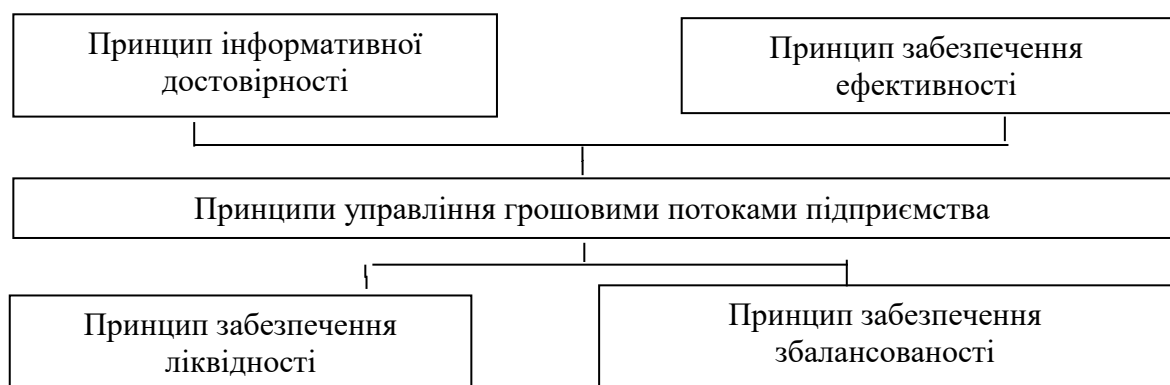 Принцип інформативної
достовірності
Принцип забезпечення
ефективності
Принципи управління грошовими потоками підприємства
Принцип забезпечення
ліквідності
Принцип забезпечення
збалансованості